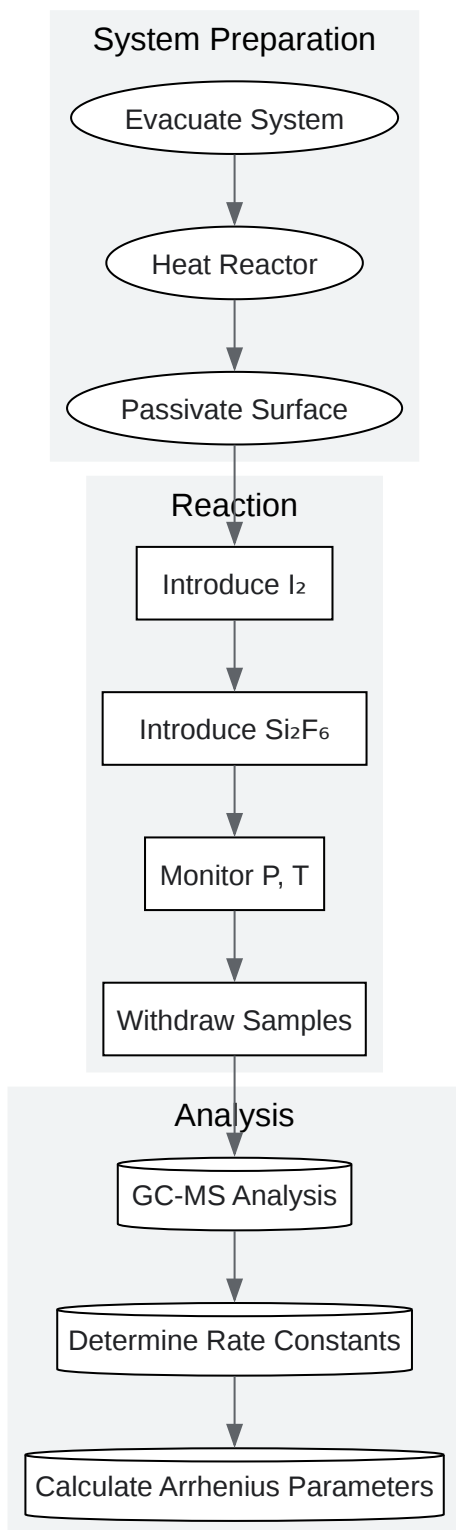 System Preparation
Evacuate System
Heat Reactor
Passivate Surface
Reaction
Introduce I₂
Introduce Si₂F₆
Monitor P, T
Withdraw Samples
Analysis
GC-MS Analysis
Determine Rate Constants
Calculate Arrhenius Parameters